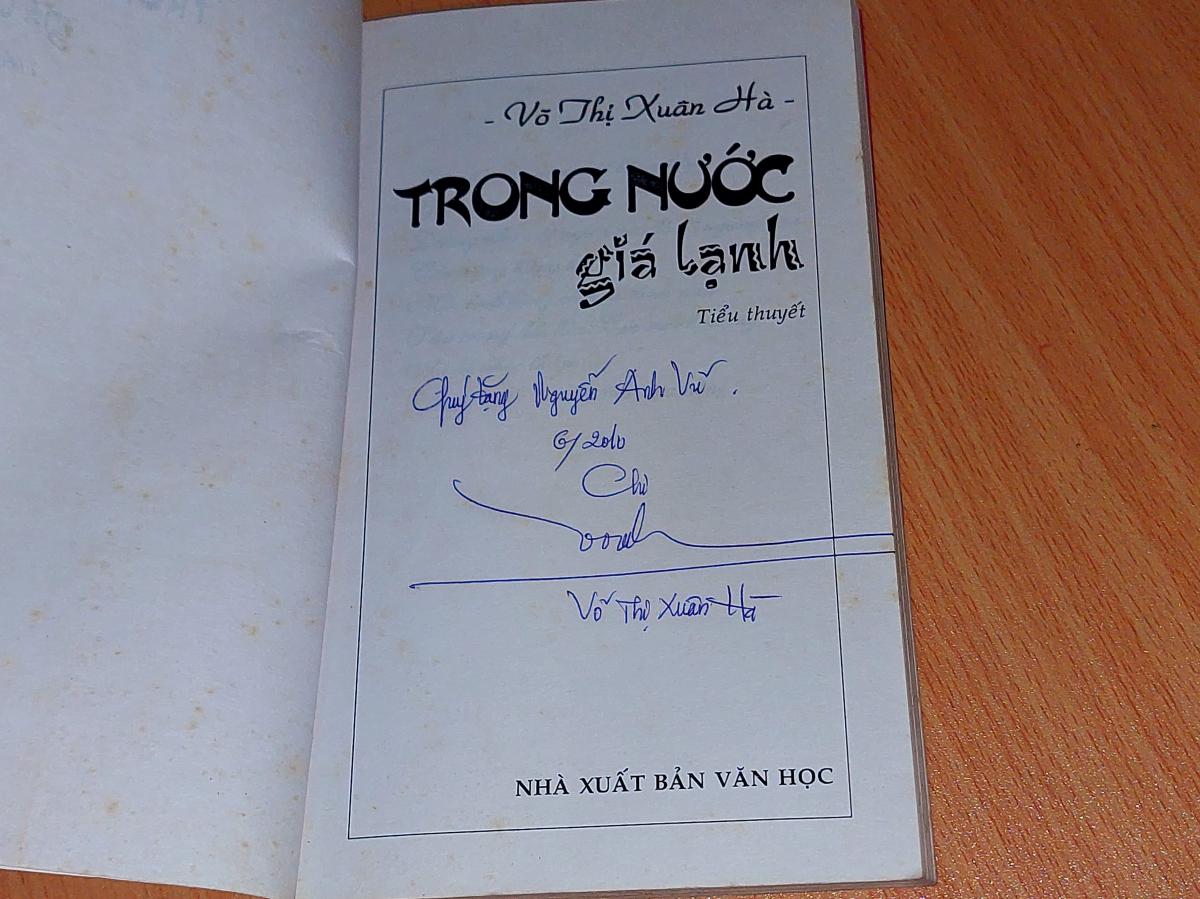 - Võ Thị Xuân Hà -
TRONG NƯỚC
giá lạnh
Tiểu thuyết
Quý tặng Nguyễn Anh Vũ.
6/2010
Chị
Võ Thị Xuân Hà
NHÀ XUẤT BẢN VĂN HỌC